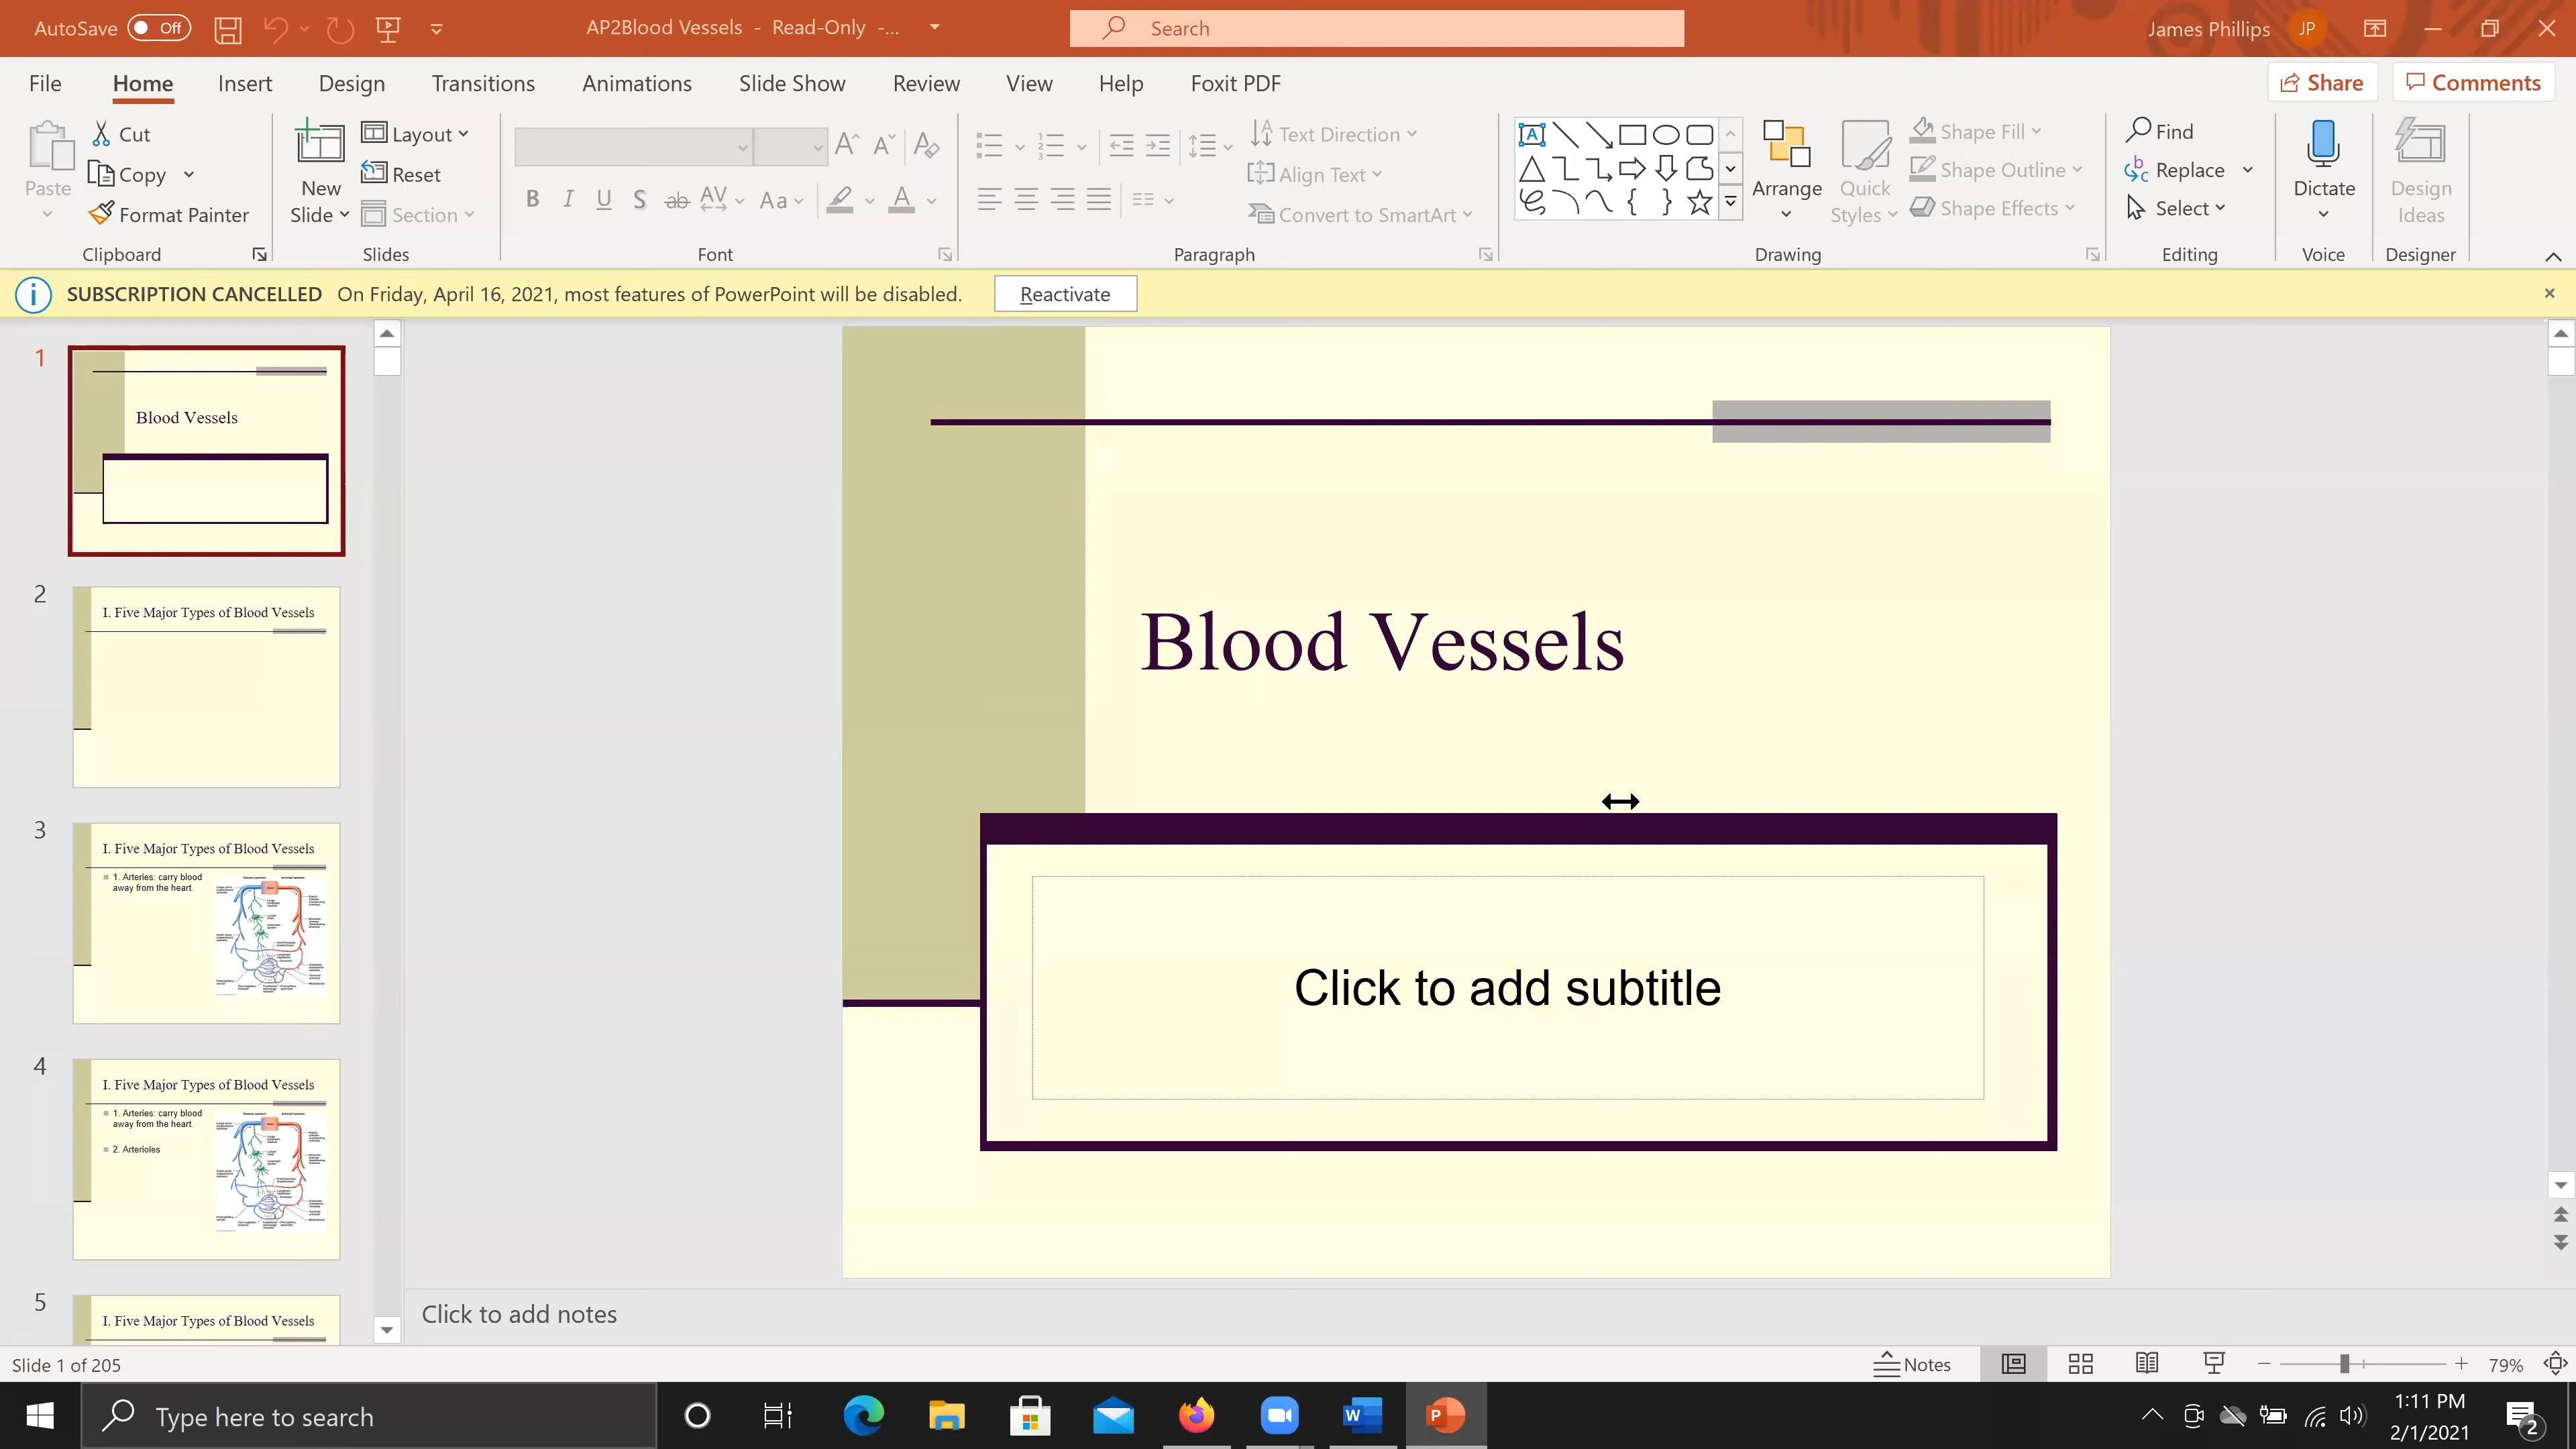 AutoSave Off AP2Blood Vessels - Read-Only -... Search James Phillips JP
File Home Insert Design Transitions Animations Slide Show Review View Help Foxit PDF Share Comments
Paste Cut Copy Format Painter
Clipboard
New Slide Layout Reset Section
Slides
B I U S ab AV Aa A
Font
Text Direction
Align Text
Convert to SmartArt
Paragraph
Arrange Quick Styles
Shape Fill
Shape Outline
Shape Effects
Drawing
Find
Replace
Select
Editing
Dictate
Voice
Design Ideas
Designer
SUBSCRIPTION CANCELLED On Friday, April 16, 2021, most features of PowerPoint will be disabled. Reactivate
1
Blood Vessels
2
I. Five Major Types of Blood Vessels
3
I. Five Major Types of Blood Vessels
1. Arteries: carry blood
away from the heart.
4
I. Five Major Types of Blood Vessels
1. Arteries: carry blood
away from the heart.
2. Arterioles
5
I. Five Major Types of Blood Vessels
Blood Vessels
Click to add subtitle
Click to add notes
Slide 1 of 205 Notes 79%
Type here to search
1:11 PM
2/1/2021
2